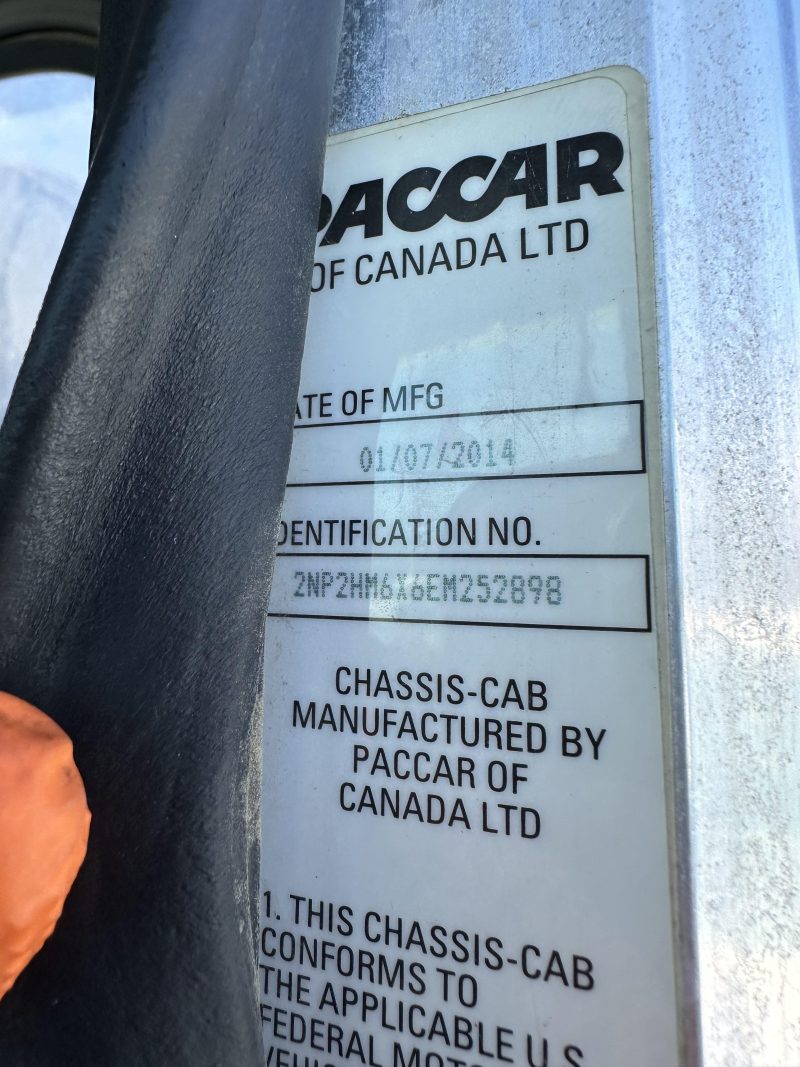 PACCAR
OF CANADA LTD
ATE OF MFG
01/07/2014
DENTIFICATION NO.
2NP2HM6X6EM252898
CHASSIS-CAB
MANUFACTURED BY
PACCAR OF
CANADA LTD
1. THIS CHASSIS-CAB
CONFORMS TO
THE APPLICABLE U.S.
FEDERAL MOTO